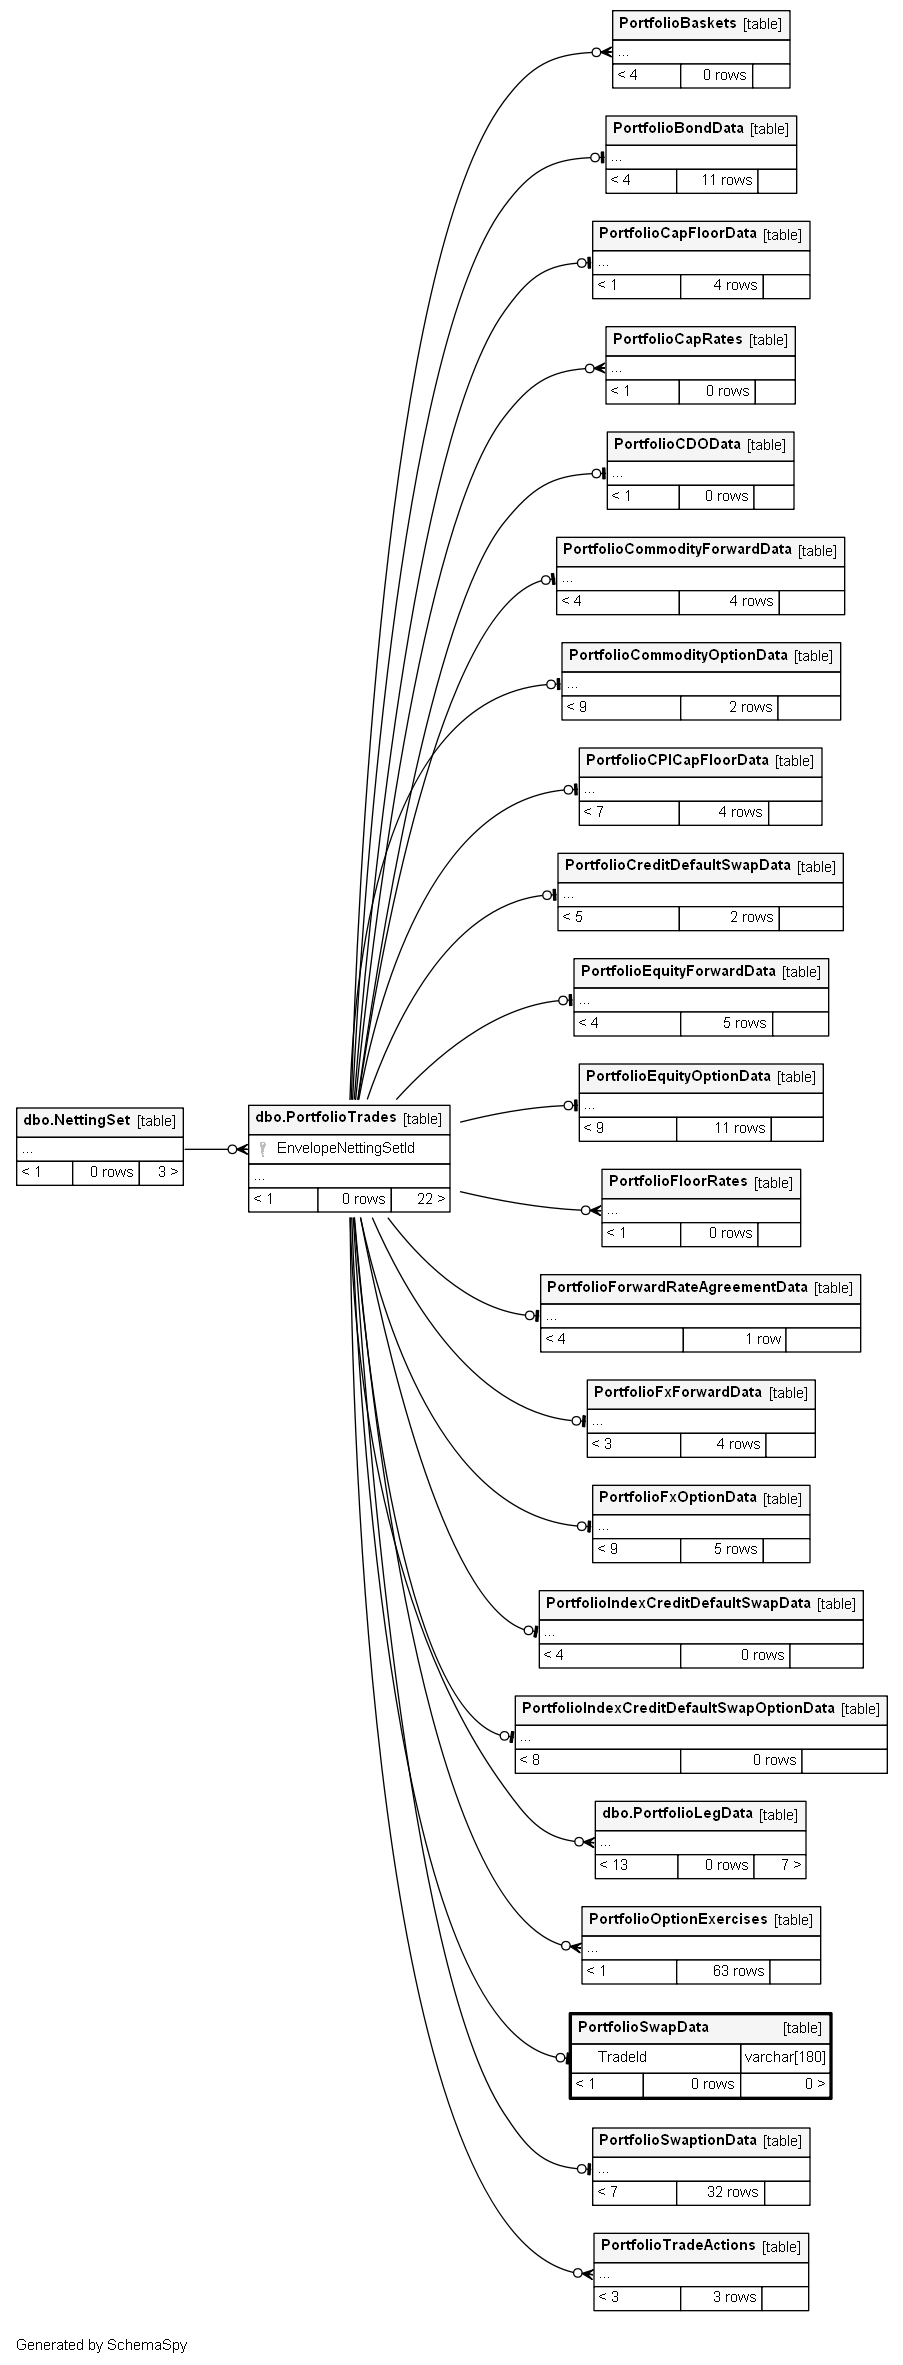 PortfolioBaskets [table]
...
< 4 0 rows
PortfolioBondData [table]
...
< 4 11 rows
PortfolioCapFloorData [table]
...
< 1 4 rows
PortfolioCapRates [table]
...
< 1 0 rows
PortfolioCDOData [table]
...
< 1 0 rows
PortfolioCommodityForwardData [table]
...
< 4 4 rows
PortfolioCommodityOptionData [table]
...
< 9 2 rows
PortfolioCPICapFloorData [table]
...
< 7 4 rows
PortfolioCreditDefaultSwapData [table]
...
< 5 2 rows
PortfolioEquityForwardData [table]
...
< 4 5 rows
PortfolioEquityOptionData [table]
...
< 9 11 rows
dbo.NettingSet [table]
...
< 1 0 rows 3 >
dbo.PortfolioTrades [table]
EnvelopeNettingSetId
...
< 1 0 rows 22 >
PortfolioFloorRates [table]
...
< 1 0 rows
PortfolioForwardRateAgreementData [table]
...
< 4 1 row
PortfolioFxForwardData [table]
...
< 3 4 rows
PortfolioFxOptionData [table]
...
< 9 5 rows
PortfolioIndexCreditDefaultSwapData [table]
...
< 4 0 rows
PortfolioIndexCreditDefaultSwapOptionData [table]
...
< 8 0 rows
dbo.PortfolioLegData [table]
...
< 13 0 rows 7 >
PortfolioOptionExercises [table]
...
< 1 63 rows
PortfolioSwapData [table]
TradeId varchar[180]
< 1 0 rows 0 >
PortfolioSwaptionData [table]
...
< 7 32 rows
PortfolioTradeActions [table]
...
< 3 3 rows
Generated by SchemaSpy